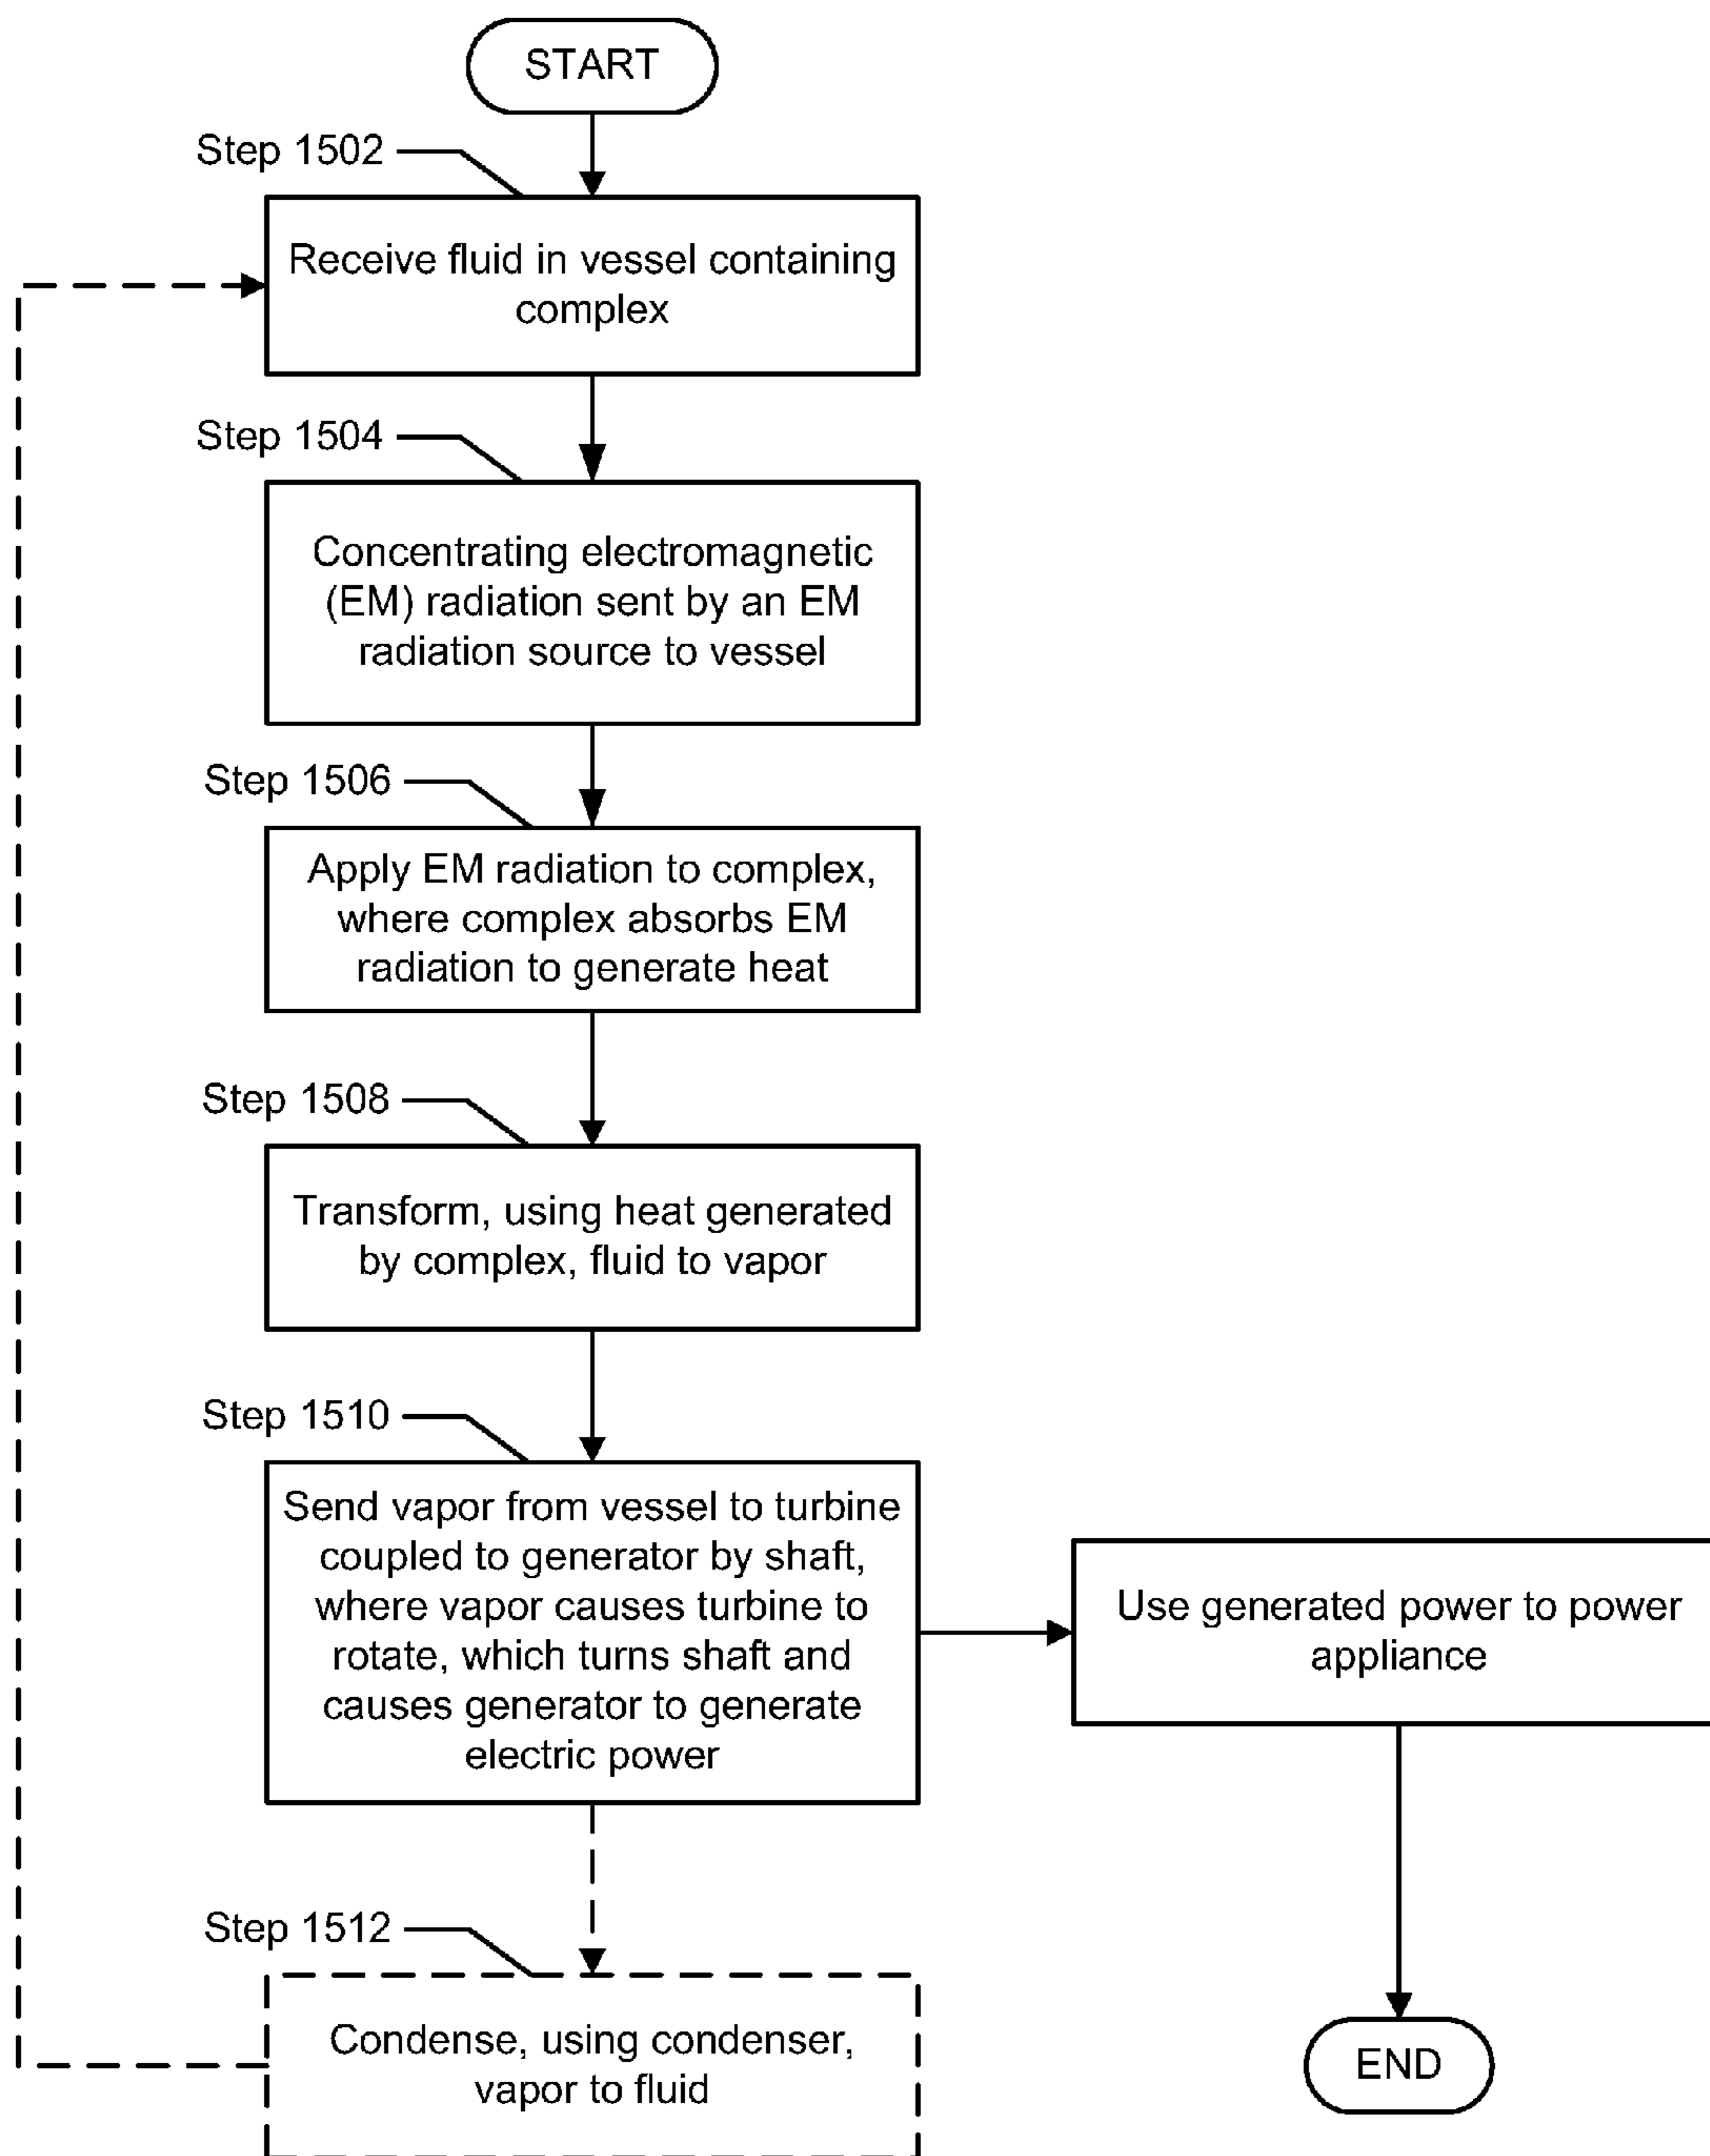 START
Step 1502
Receive fluid in vessel containing
complex
Step 1504
Concentrating electromagnetic
(EM) radiation sent by an EM
radiation source to vessel
Step 1506
Apply EM radiation to complex,
where complex absorbs EM
radiation to generate heat
Step 1508
Transform, using heat generated
by complex, fluid to vapor
Step 1510
Send vapor from vessel to turbine
coupled to generator by shaft,
where vapor causes turbine to
rotate, which turns shaft and
causes generator to generate
electric power
Use generated power to power
appliance
Step 1512
Condense, using condenser,
vapor to fluid
END